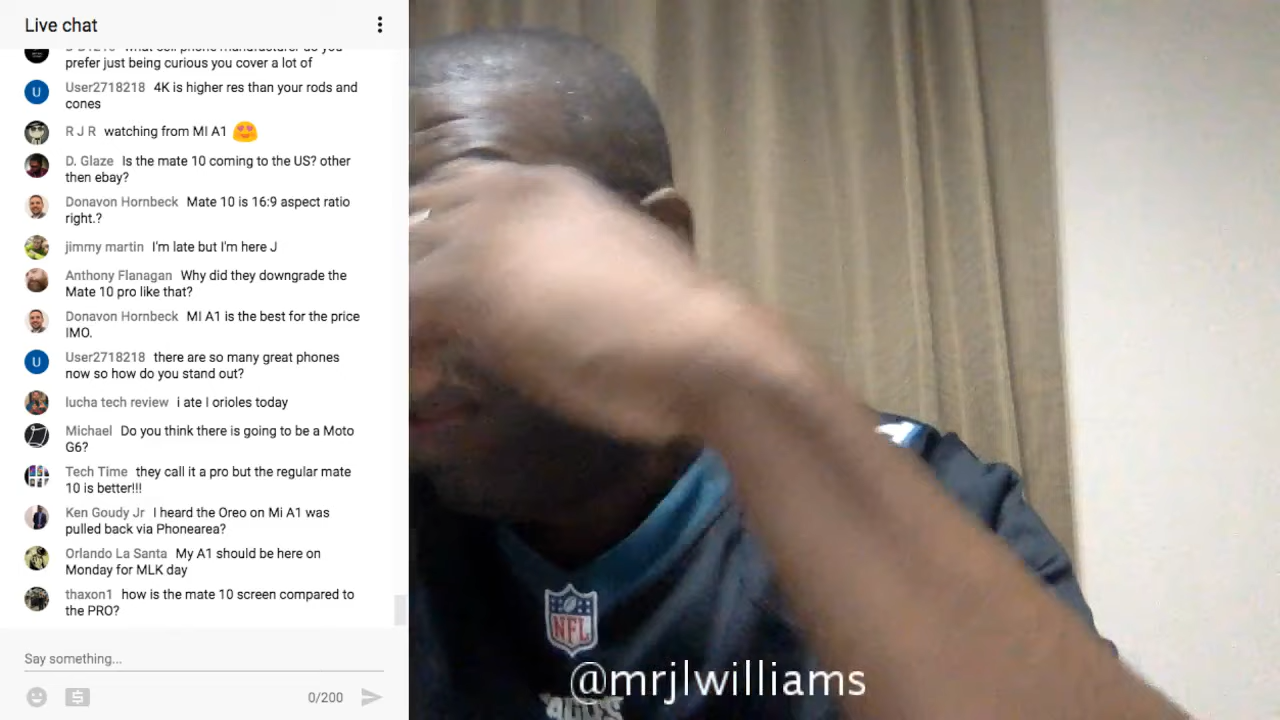 Live chat
what cell phone manufacturer do you
prefer just being curious you cover a lot of
User2718218 4K is higher res than your rods and
cones
R J R watching from MI A1
D. Glaze Is the mate 10 coming to the US? other
then ebay?
Donavon Hornbeck Mate 10 is 16:9 aspect ratio
right.?
jimmy martin I'm late but I'm here J
Anthony Flanagan Why did they downgrade the
Mate 10 pro like that?
Donavon Hornbeck MI A1 is the best for the price
IMO.
User2718218 there are so many great phones
now so how do you stand out?
lucha tech review i ate I orioles today
Michael Do you think there is going to be a Moto
G6?
Tech Time they call it a pro but the regular mate
10 is better!!!
Ken Goudy Jr I heard the Oreo on Mi A1 was
pulled back via Phonearea?
Orlando La Santa My A1 should be here on
Monday for MLK day
thaxon1 how is the mate 10 screen compared to
the PRO?
Say something...
0/200
NFL
@mrjlwilliams
EAGLES